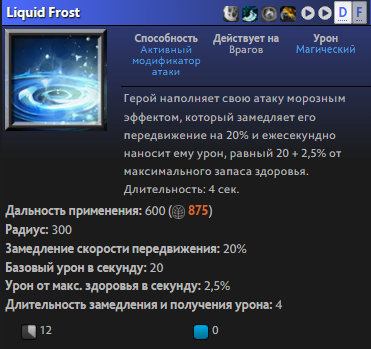 Liquid Frost
D F
Способность Действует на Урон
Активный Врагов Магический
модификатор
атаки
Герой наполняет свою атаку морозным
эффектом, который замедляет его
передвижение на 20% и ежесекундно
наносит ему урон, равный 20 + 2,5% от
максимального запаса здоровья.
Длительность: 4 сек.
Дальность применения: 600 (875)
Радиус: 300
Замедление скорости передвижения: 20%
Базовый урон в секунду: 20
Урон от макс. здоровья в секунду: 2,5%
Длительность замедления и получения урона: 4
12 0